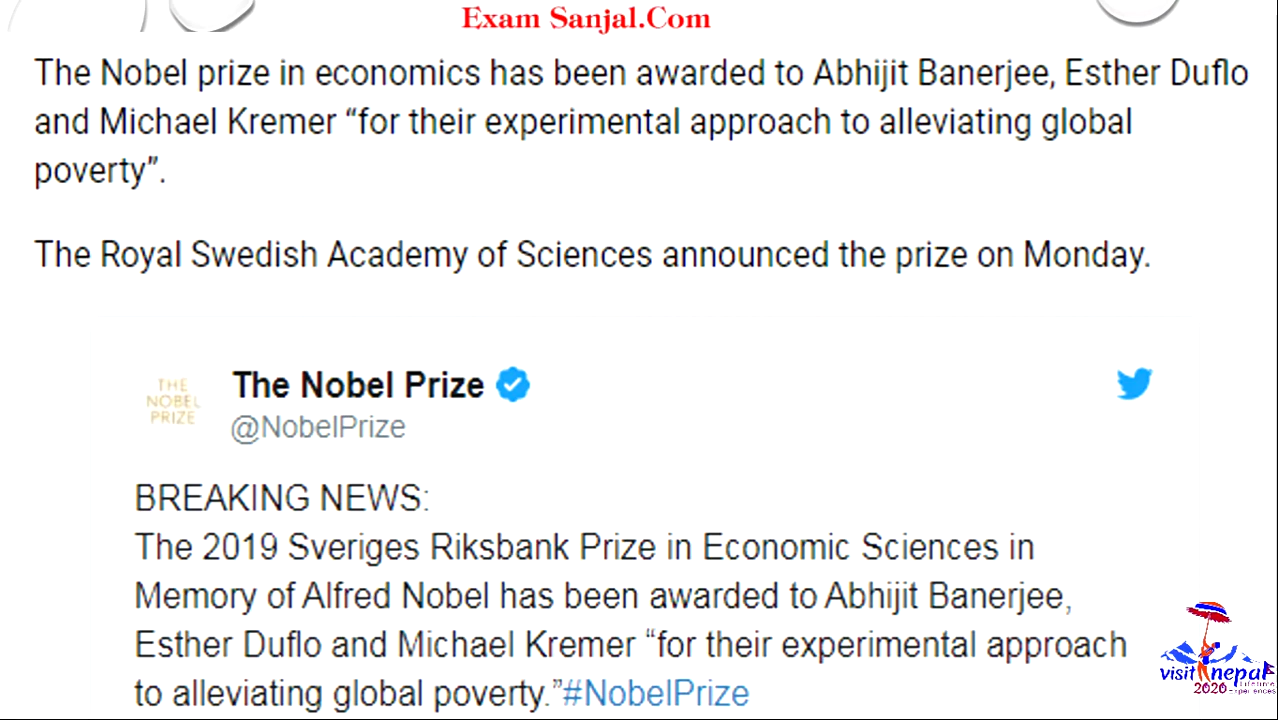 Exam Sanjal.Com
The Nobel prize in economics has been awarded to Abhijit Banerjee, Esther Duflo
and Michael Kremer “for their experimental approach to alleviating global
poverty”.
The Royal Swedish Academy of Sciences announced the prize on Monday.
THE
NOBEL
PRIZE
The Nobel Prize
@NobelPrize
BREAKING NEWS:
The 2019 Sveriges Riksbank Prize in Economic Sciences in
Memory of Alfred Nobel has been awarded to Abhijit Banerjee,
Esther Duflo and Michael Kremer “for their experimental approach
to alleviating global poverty.”#NobelPrize
visit nepal
2020
Lifetime
Experiences